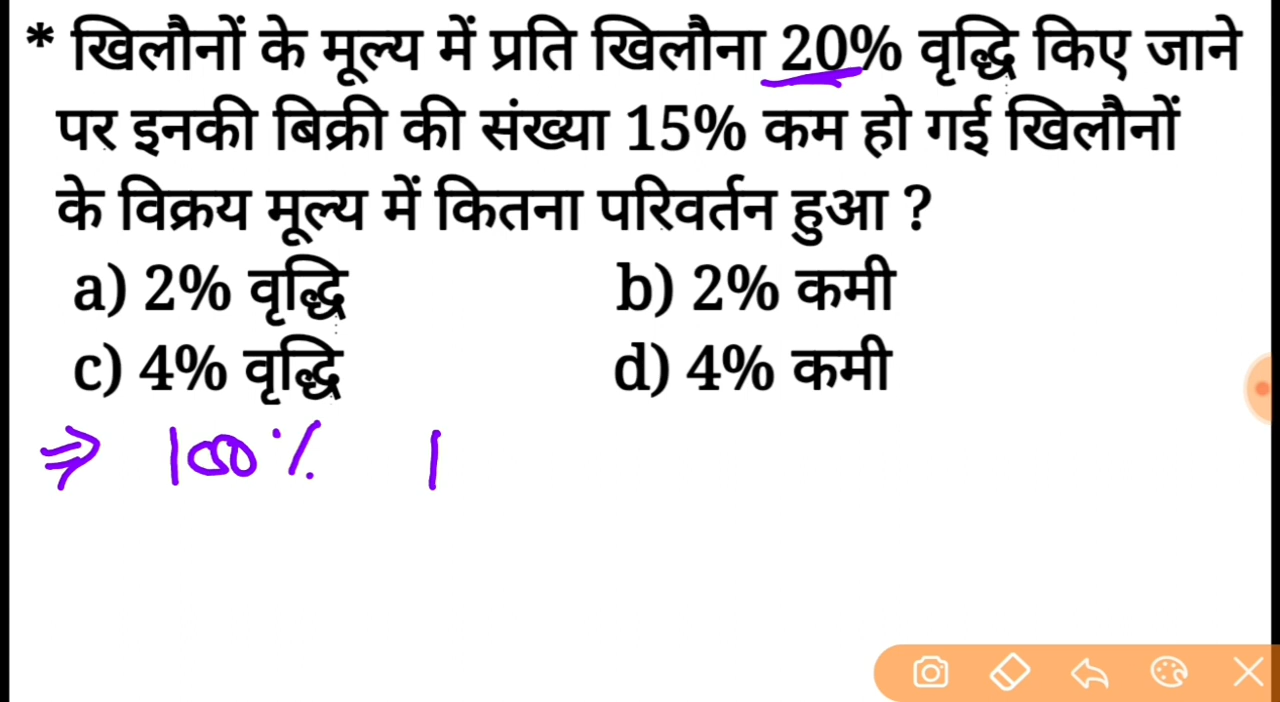 * खिलौनों के मूल्य में प्रति खिलौना 20% वृद्धि किए जाने
पर इनकी बिक्री की संख्या 15% कम हो गई खिलौनों
के विक्रय मूल्य में कितना परिवर्तन हुआ ?
a) 2% वृद्धि b) 2% कमी
c) 4% वृद्धि d) 4% कमी
⇒ 100% 1